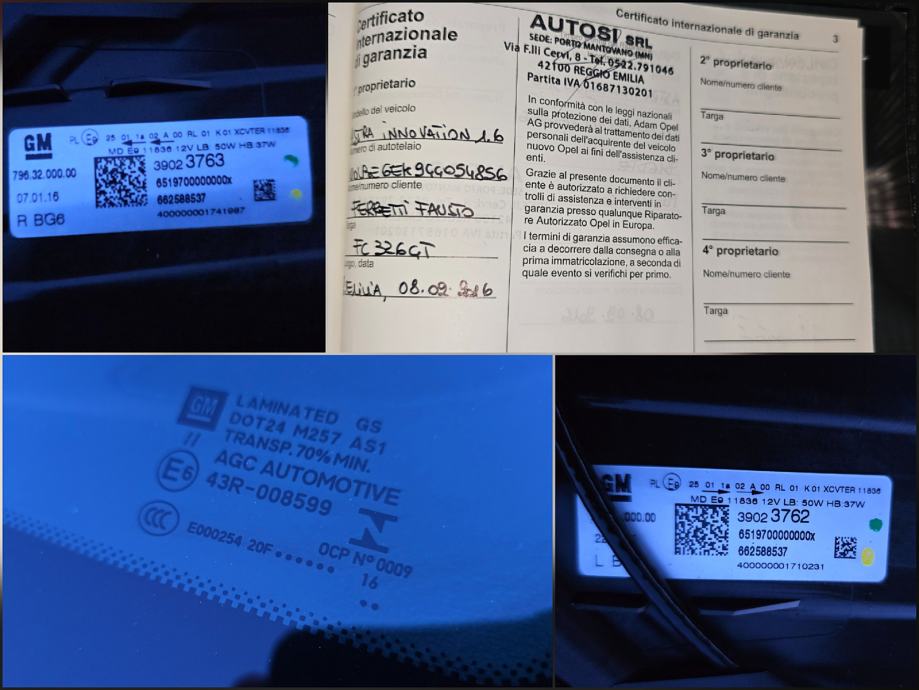 GM
PL E9 25 01 1a 02 A 00 RL 01 K01 XCVTER 11836
MD E9 11836 12V LB: 50W HB:37W
796.32.000.00
3902 3763
6519700000000x
07.01.16
662588537
R BG6
400000001741987
Certificato internazionale di garanzia 3
Certificato
internazionale
di garanzia
proprietario
INNOVATION 1.6
numero di autotelaio
Nome/numero cliente
FERRETTI FAUSTO
FC 326GT
data
08.02.2016
AUTOSI SRL
SEDE: PORTO MANTOVANO (MN)
Via F.lli Cervi, 8 - Tel. 0522.791046
42100 REGGIO EMILIA
Partita IVA 01687130201
In conformità con le leggi nazionali
sulla protezione dei dati, Adam Opel
AG provvederà al trattamento dei dati
personali dell'acquirente del veicolo
nuovo Opel ai fini dell'assistenza cli-
enti.
Grazie al presente documento il cli-
ente è autorizzato a richiedere con-
trolli di assistenza e interventi in
garanzia presso qualunque Riparato-
re Autorizzato Opel in Europa.
I termini di garanzia assumono effica-
cia a decorrere dalla consegna o alla
prima immatricolazione, a seconda di
quale evento si verifichi per primo.
2° proprietario
Nome/numero cliente
Targa
3° proprietario
Nome/numero cliente
Targa
4° proprietario
Nome/numero cliente
Targa
GM
LAMINATED GS
DOT24 M257 AS1
TRANSP. 70% MIN.
AGC AUTOMOTIVE
E6 43R-008599
CCC E000254 20F
OCP N° 0009
16
GM
PL E9 25 01 1a 02 A 00 RL 01 K01 XCVTER 11836
MD E9 11836 12V LB: 50W HB:37W
.000.00
3902 3762
6519700000000x
662588537
400000001710231